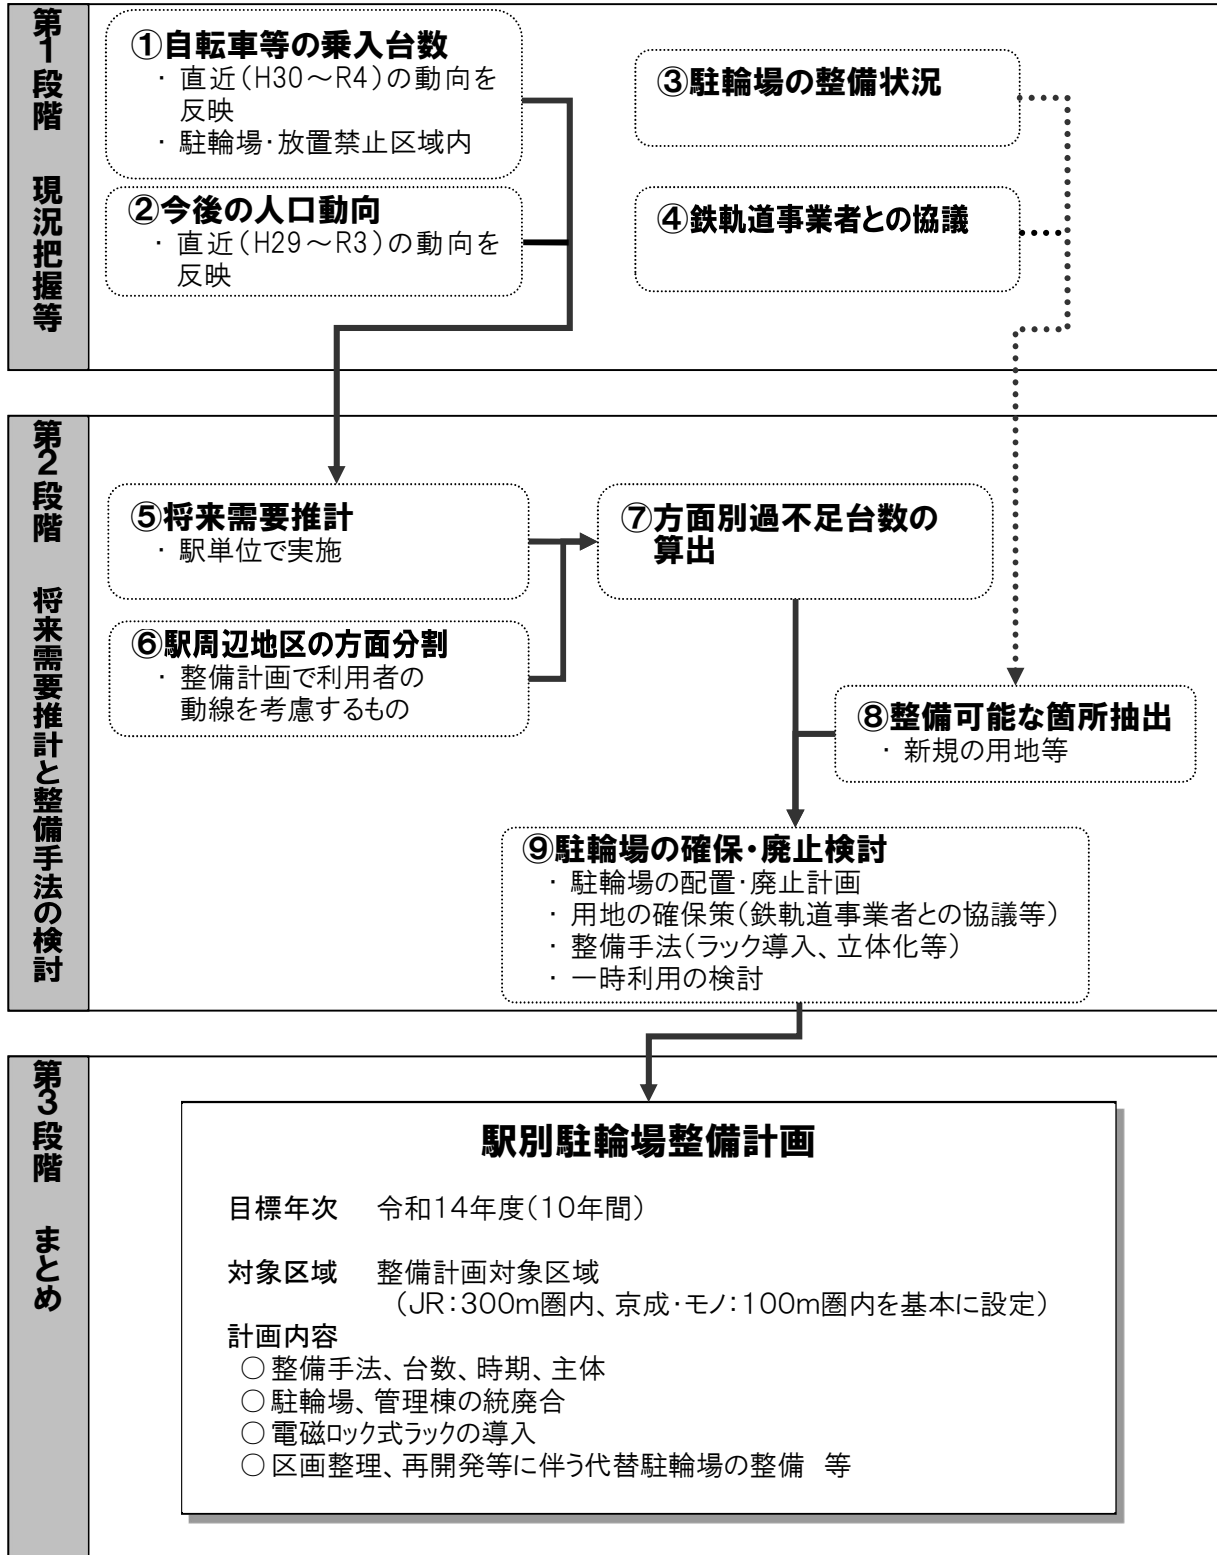 第1段階 現況把握等
①自転車等の乗入台数
・直近（H30～R4）の動向を
反映
・駐輪場・放置禁止区域内
②今後の人口動向
・直近（H29～R3）の動向を
反映
③駐輪場の整備状況
④鉄軌道事業者との協議
第2段階 将来需要推計と整備手法の検討
⑤将来需要推計
・駅単位で実施
⑥駅周辺地区の方面分割
・整備計画で利用者の
動線を考慮するもの
⑦方面別過不足台数の
算出
⑧整備可能な箇所抽出
・新規の用地等
⑨駐輪場の確保・廃止検討
・駐輪場の配置・廃止計画
・用地の確保策（鉄軌道事業者との協議等）
・整備手法（ラック導入、立体化等）
・一時利用の検討
第3段階 まとめ
駅別駐輪場整備計画
目標年次 令和14年度（10年間）
対象区域 整備計画対象区域
（JR：300m圏内、京成・モノ：100m圏内を基本に設定）
計画内容
○整備手法、台数、時期、主体
○駐輪場、管理棟の統廃合
○電磁ロック式ラックの導入
○区画整理、再開発等に伴う代替駐輪場の整備 等